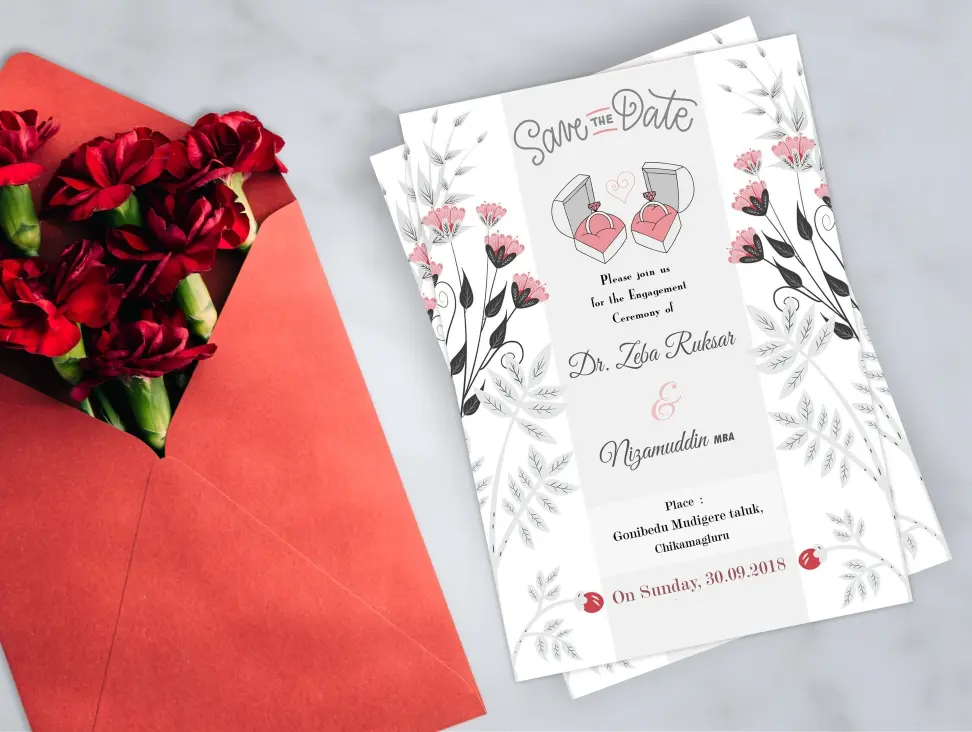 Save THE Date
Please join us
for the Engagement
Ceremony of
Dr. Zeba Ruksar
&
Nizamuddin MBA
Place :
Gonibedu Mudigere taluk,
Chikamagluru
On Sunday, 30.09.2018